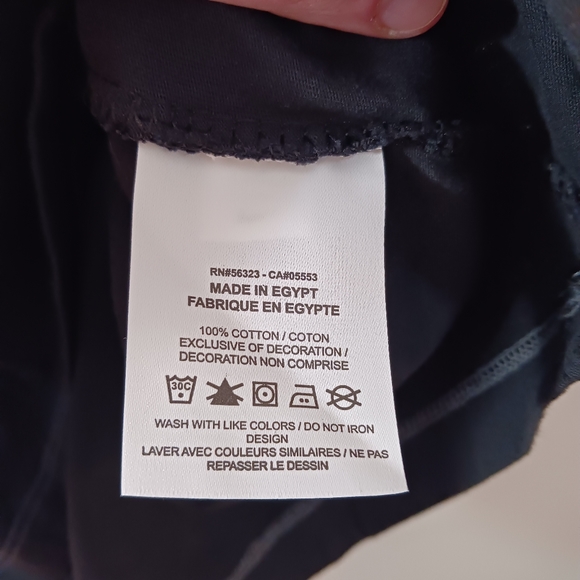 RN#56323 - CA#05553
MADE IN EGYPT
FABRIQUE EN EGYPTE
100% COTTON / COTON
EXCLUSIVE OF DECORATION /
DECORATION NON COMPRISE
30C
WASH WITH LIKE COLORS / DO NOT IRON
DESIGN
LAVER AVEC COULEURS SIMILAIRES / NE PAS
REPASSER LE DESSIN